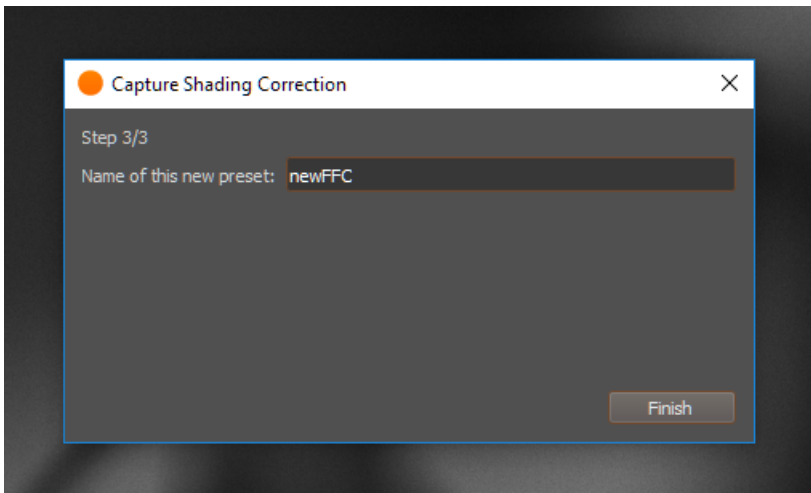 Capture Shading Correction
Step 3/3
Name of this new preset: newFFC
Finish